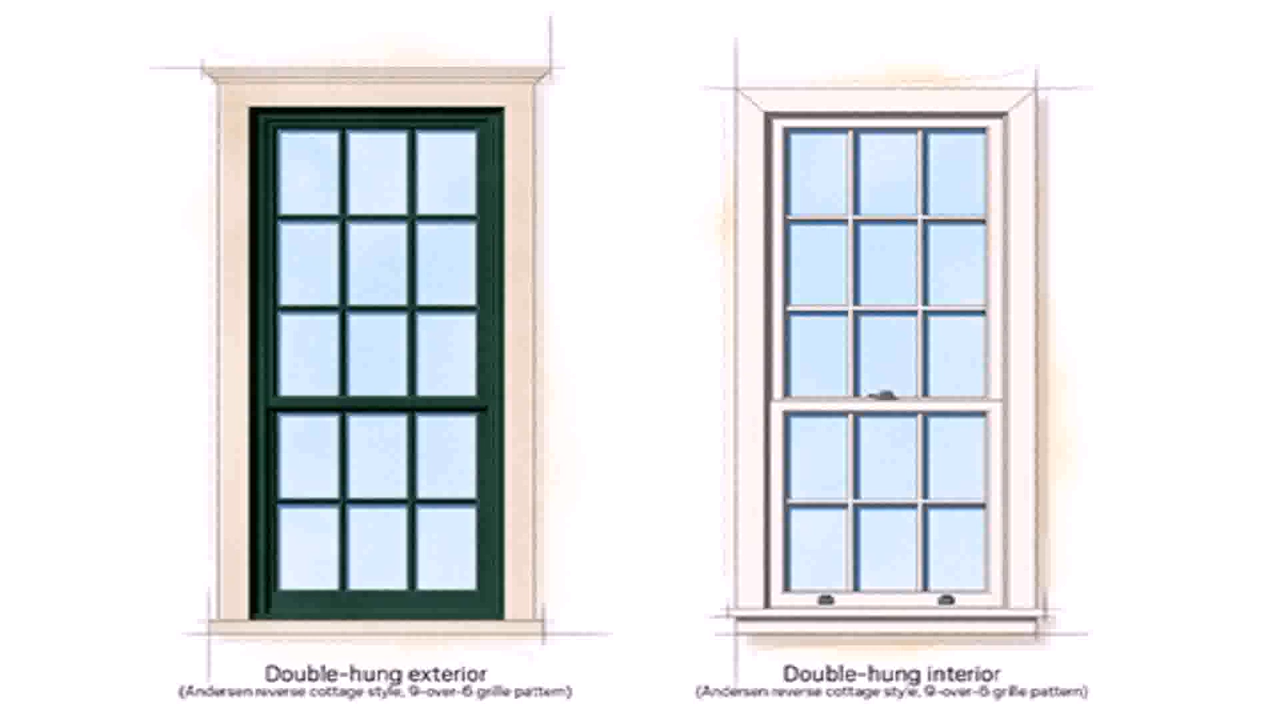 Double-hung exterior
(Andersen reverse cottage style, 9-over-6 grille pattern)
Double-hung interior
(Andersen reverse cottage style, 9-over-6 grille pattern)